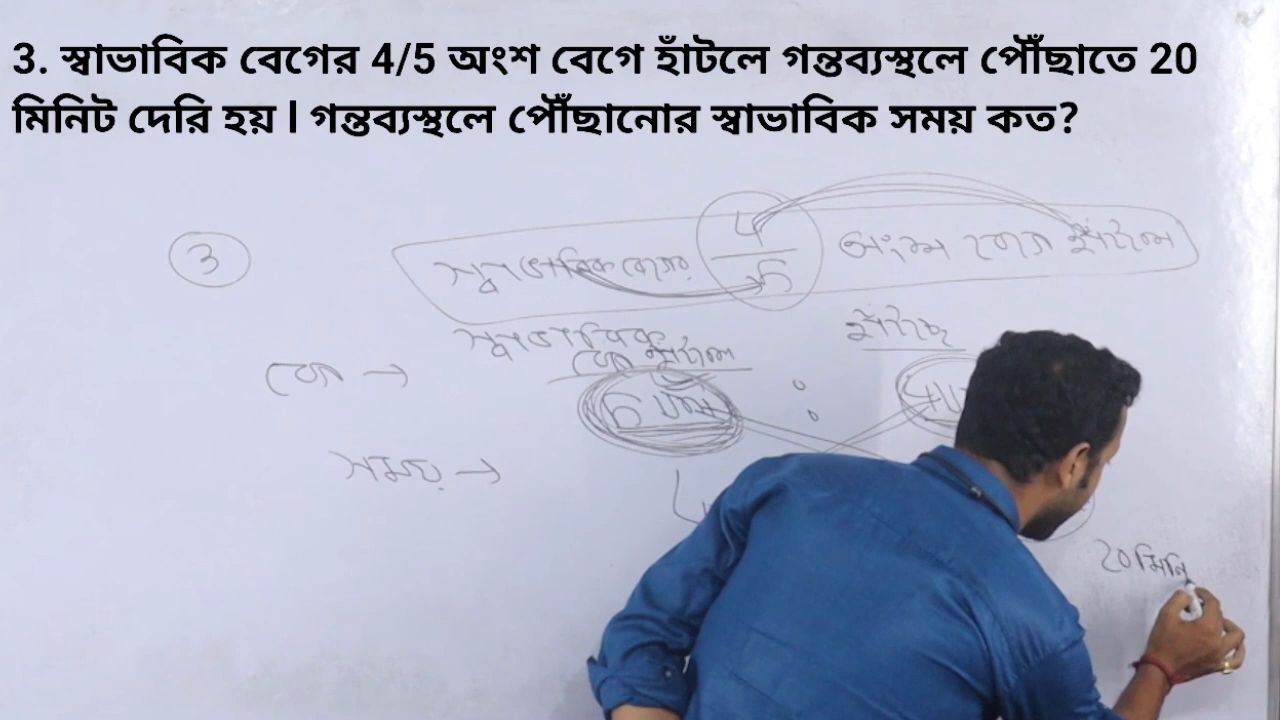 3. স্বাভাবিক বেগের 4/5 অংশ বেগে হাঁটলে গন্তব্যস্থলে পৌঁছাতে 20
মিনিট দেরি হয় l গন্তব্যস্থলে পৌঁছানোর স্বাভাবিক সময় কত?
3
স্বাভাবিক বেগের 4/5 অংশ বেগে হাঁটলে
স্বাভাবিক হাঁটছে
বেগে হাঁটলে
বেগ →
:
সময় →
20 মিনি